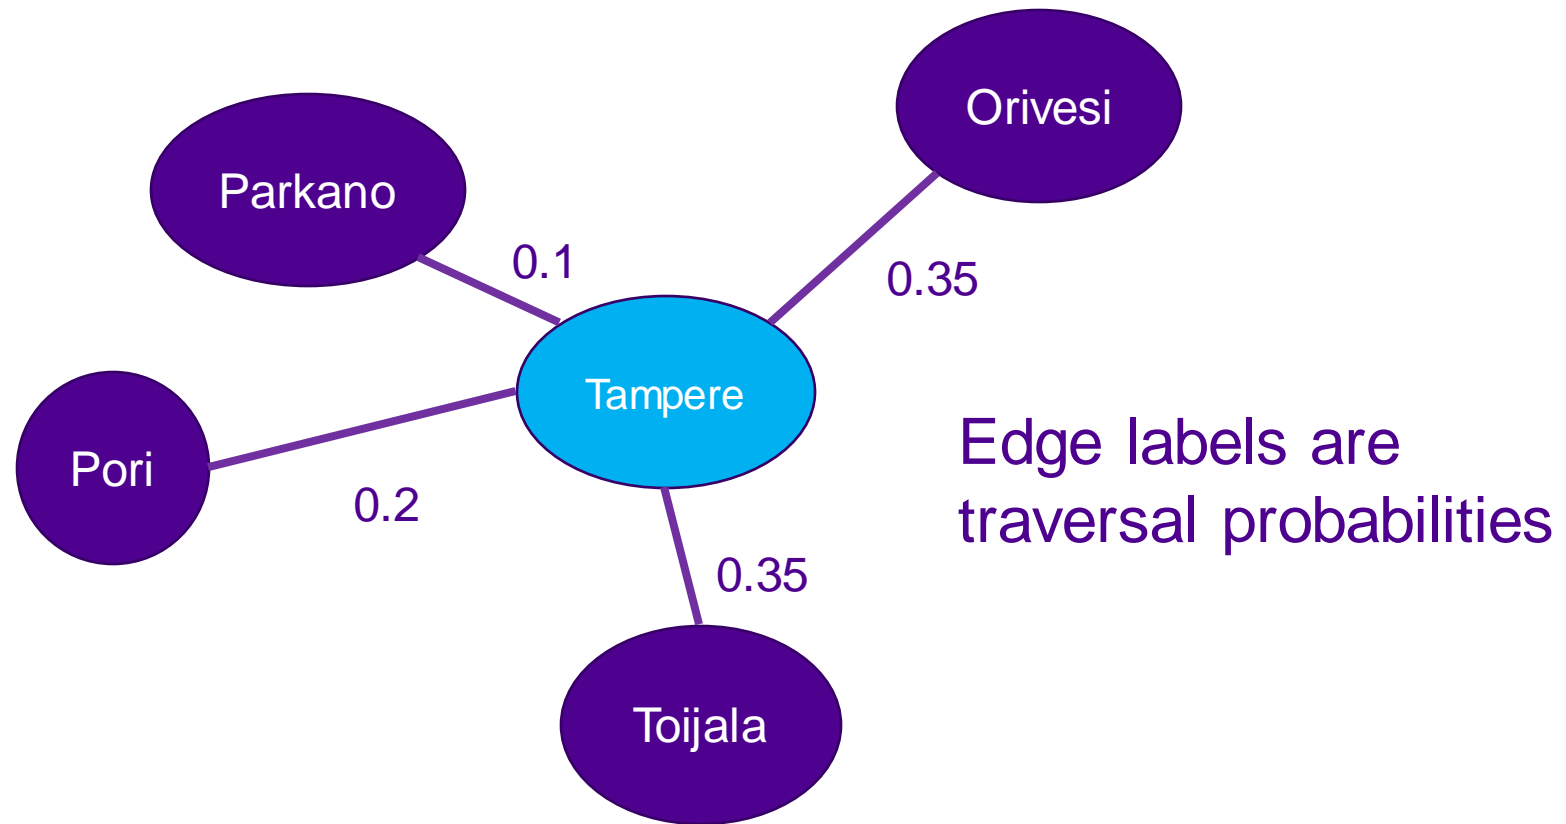 Orivesi
Parkano
0.1
0.35
Tampere
Edge labels are
traversal probabilities
Pori
0.2
0.35
Toijala